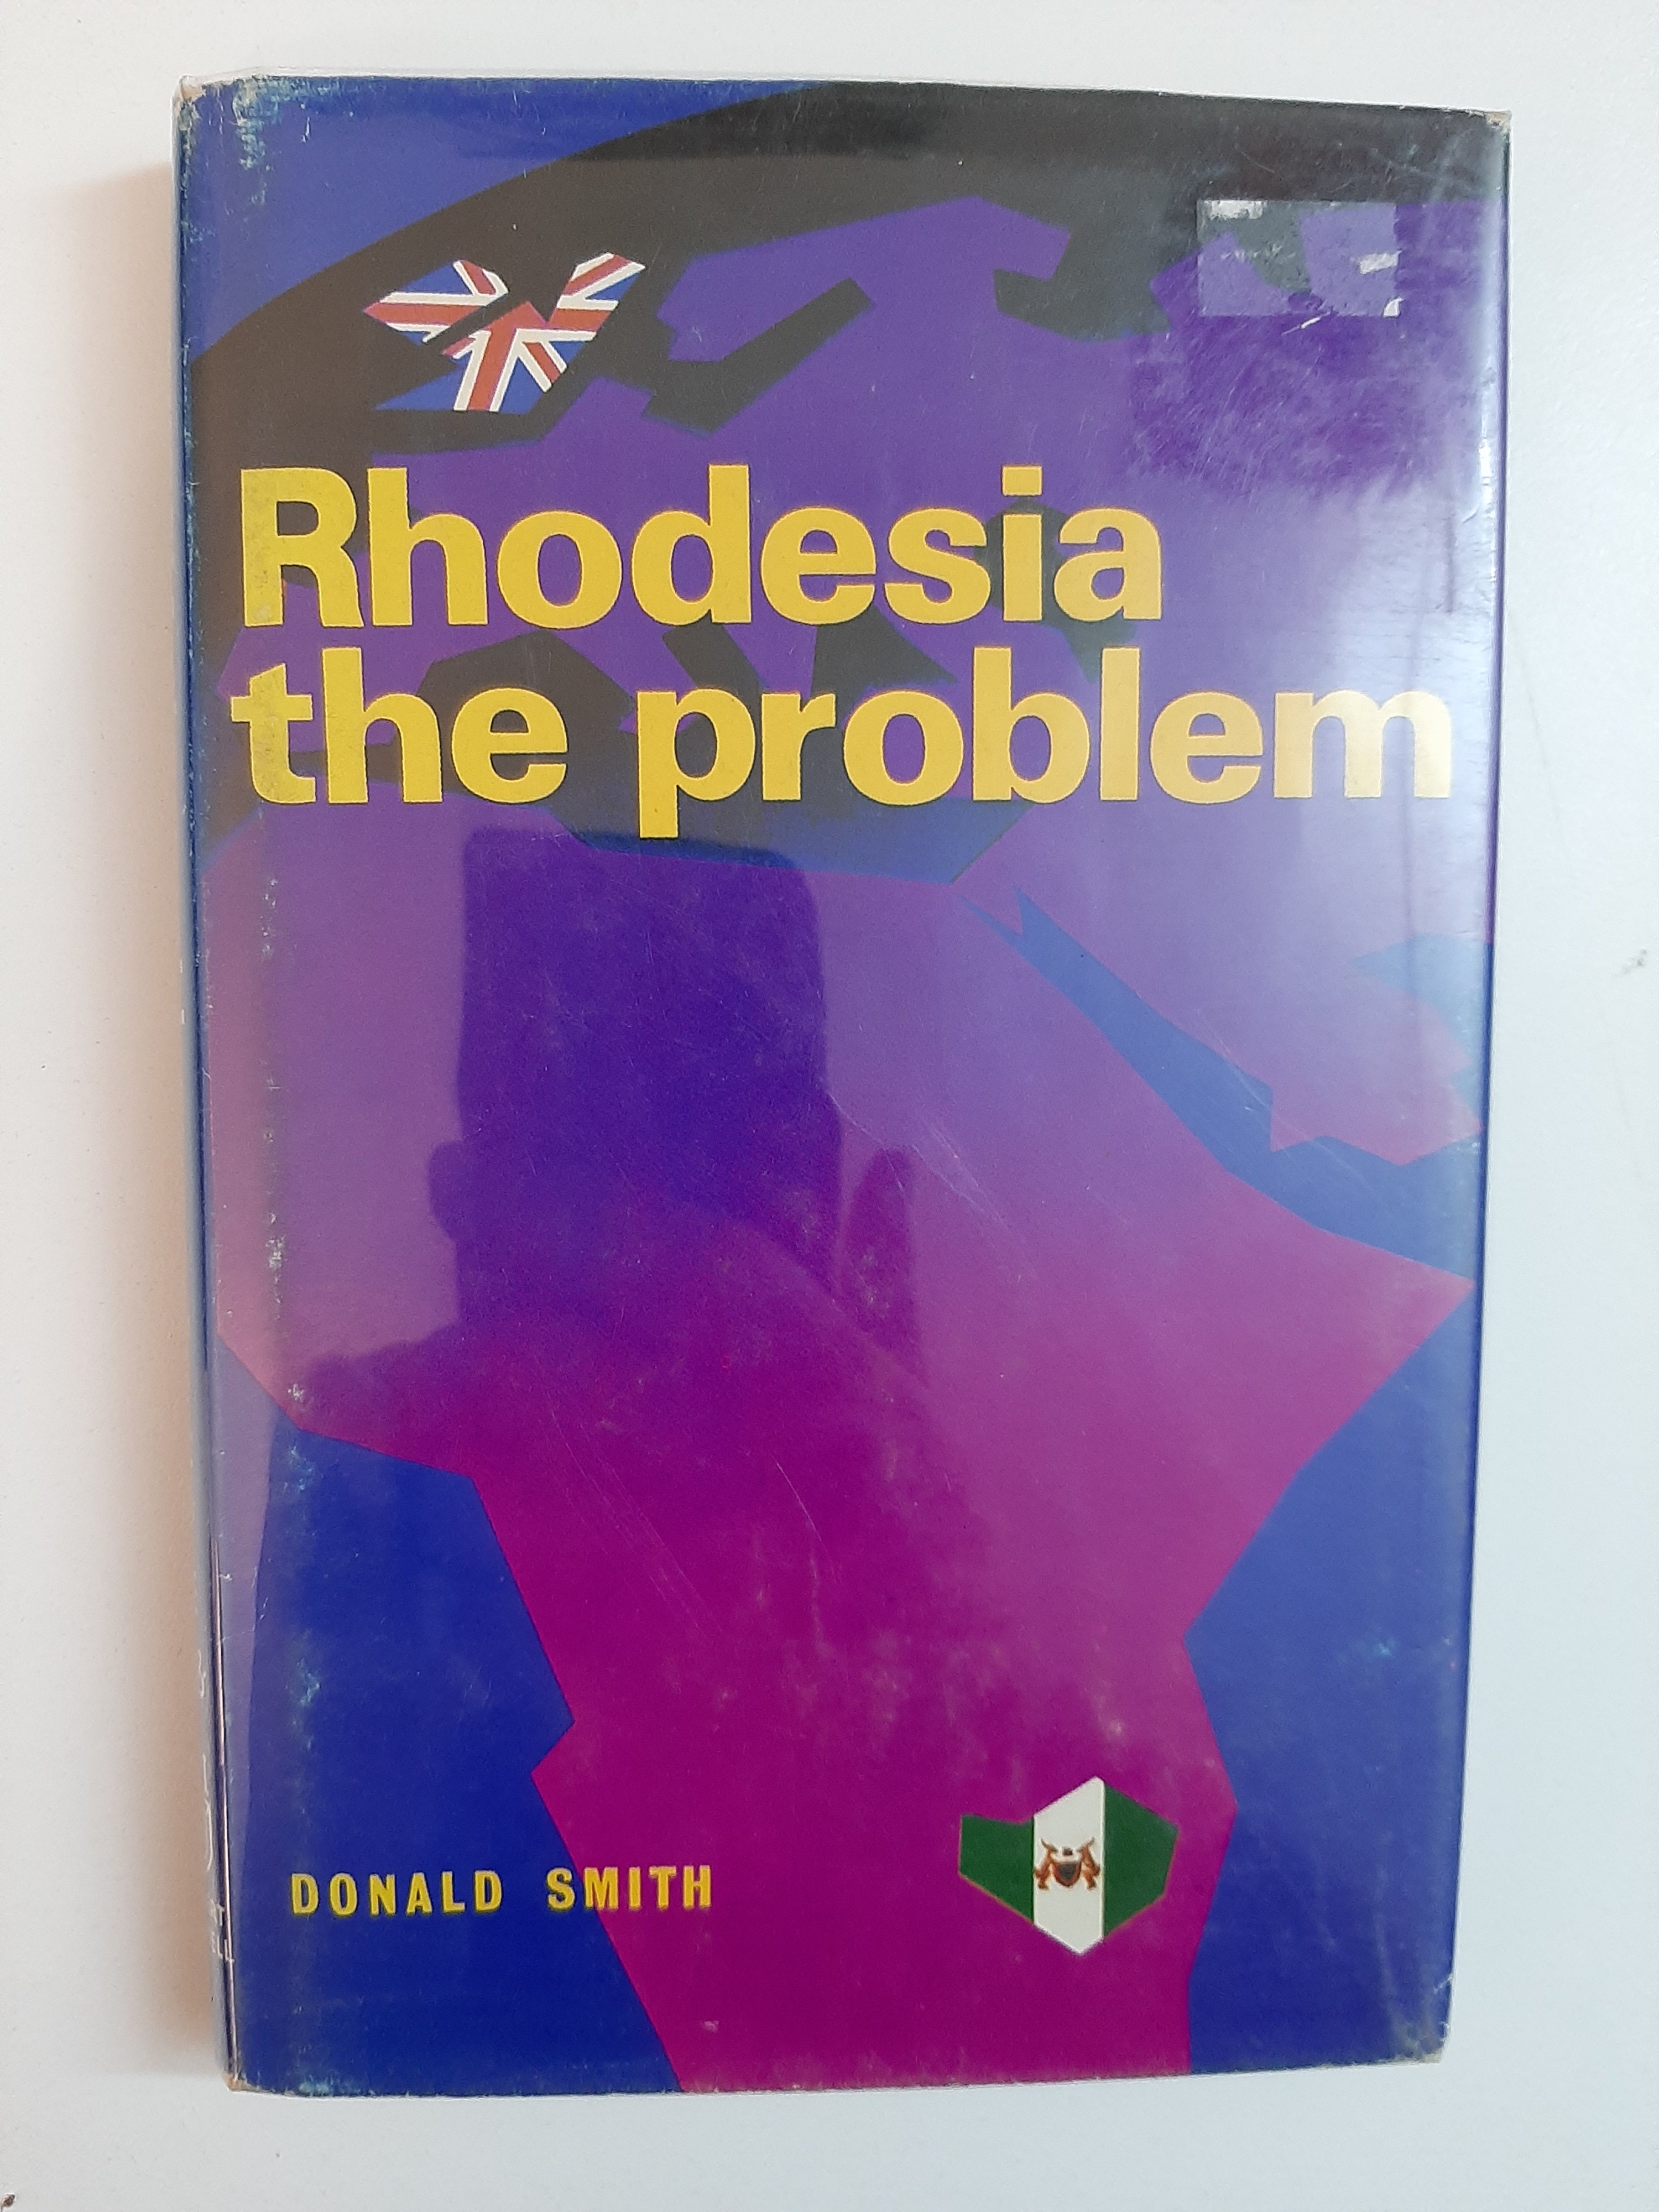 Rhodesia
the problem
DONALD SMITH